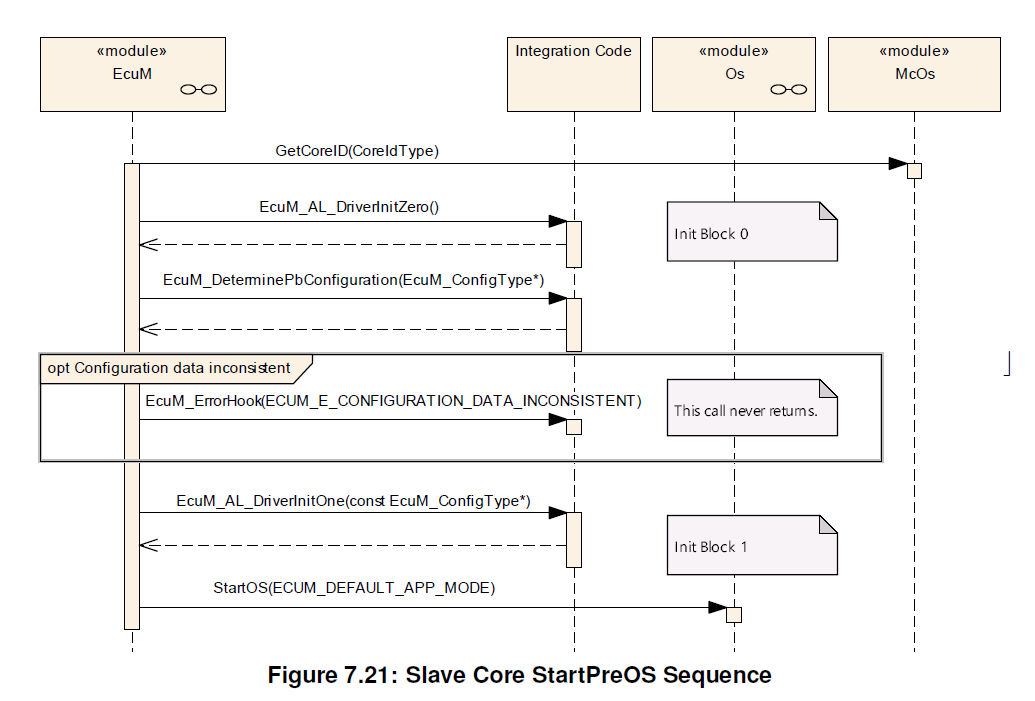 «module»
EcuM
Integration Code
«module»
Os
«module»
McOs
GetCoreID(CoreIdType)
EcuM_AL_DriverInitZero()
Init Block 0
EcuM_DeterminePbConfiguration(EcuM_ConfigType*)
opt Configuration data inconsistent
EcuM_ErrorHook(ECUM_E_CONFIGURATION_DATA_INCONSISTENT)
This call never returns.
⌋
EcuM_AL_DriverInitOne(const EcuM_ConfigType*)
Init Block 1
StartOS(ECUM_DEFAULT_APP_MODE)
Figure 7.21: Slave Core StartPreOS Sequence